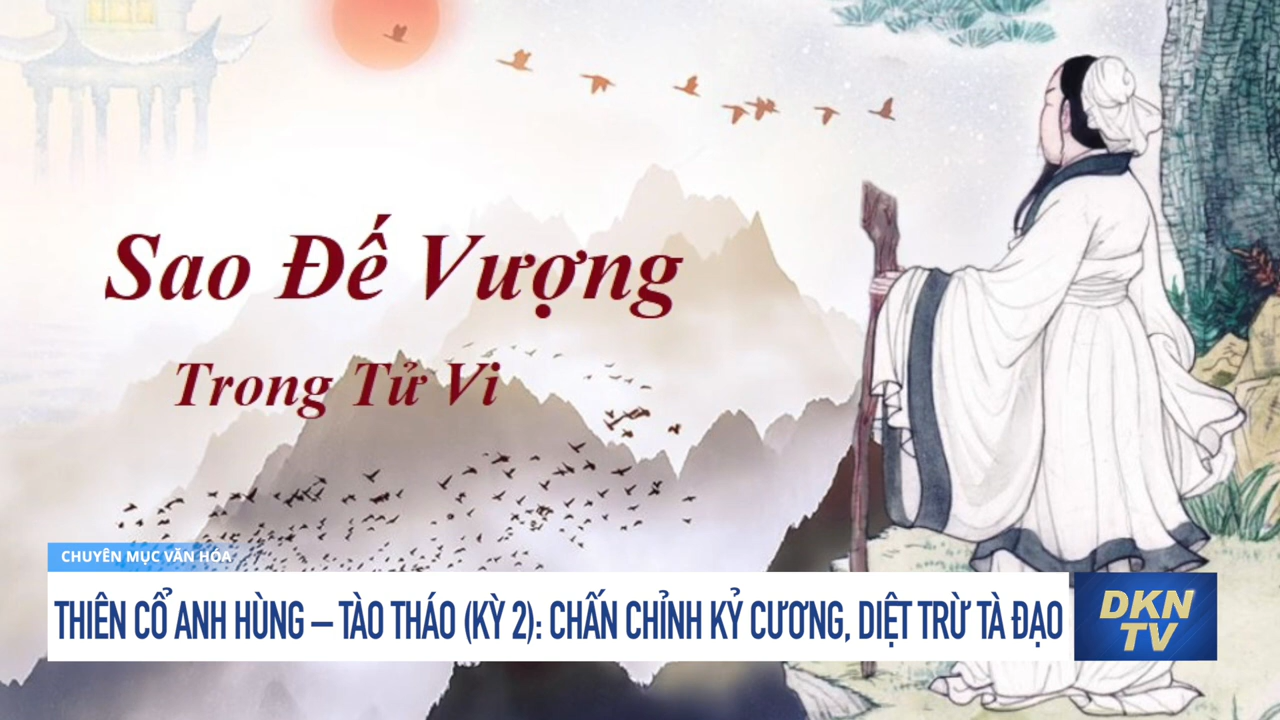 Sao Đế Vượng
Trong Tử Vi
CHUYÊN MỤC VĂN HÓA
THIÊN CỔ ANH HÙNG – TÀO THÁO (KỲ 2): CHẤN CHỈNH KỶ CƯƠNG, DIỆT TRỪ TÀ ĐẠO
DKN
TV